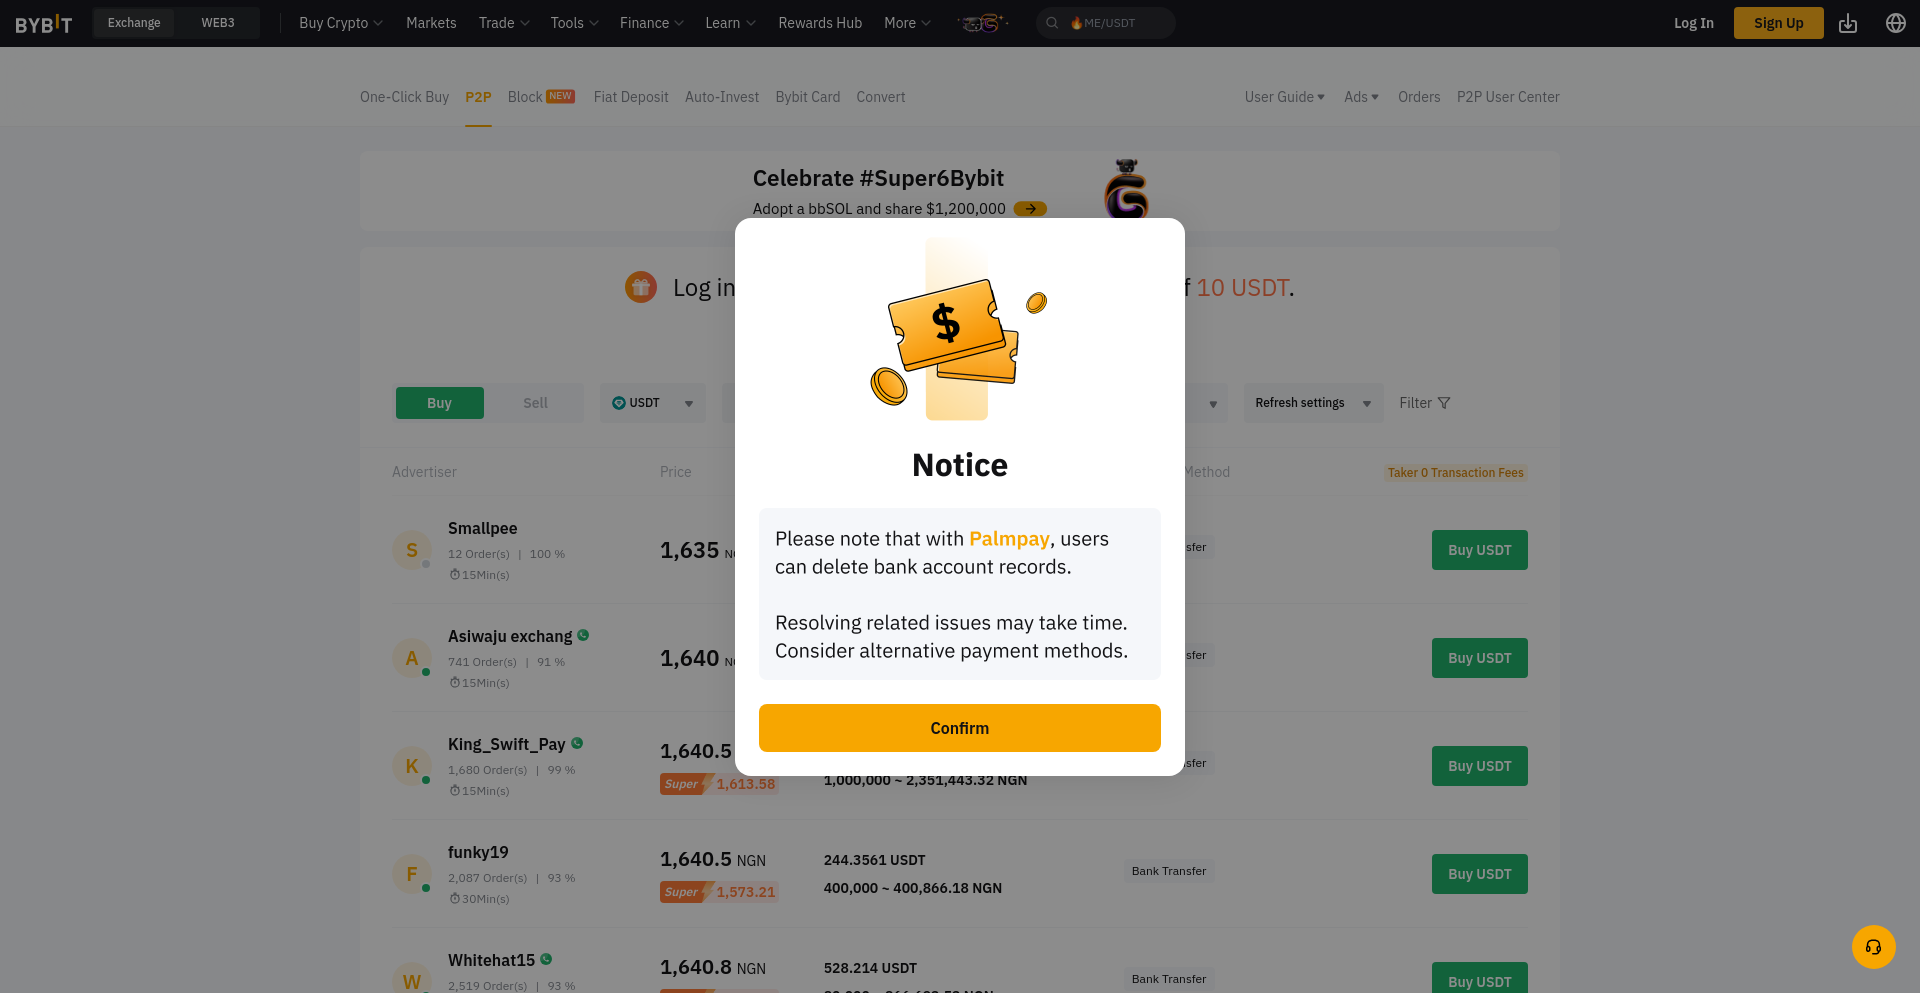 BYBIT Exchange WEB3 Buy Crypto Markets Trade Tools Finance Learn Rewards Hub More 🔥ME/USDT Log In Sign Up
One-Click Buy P2P Block NEW Fiat Deposit Auto-Invest Bybit Card Convert User Guide Ads Orders P2P User Center
Celebrate #Super6Bybit
Adopt a bbSOL and share $1,200,000
Log in
10 USDT.
$
Buy Sell USDT Refresh settings Filter
Notice
Advertiser Price Method Taker 0 Transaction Fees
Please note that with Palmpay, users
can delete bank account records.
Resolving related issues may take time.
Consider alternative payment methods.
Confirm
S Smallpee
12 Order(s) | 100 %
15Min(s)
1,635
Buy USDT
A Asiwaju exchang
741 Order(s) | 91 %
15Min(s)
1,640
Buy USDT
K King_Swift_Pay
1,680 Order(s) | 99 %
15Min(s)
1,640.5
Super 1,613.58
1,000,000 ~ 2,351,443.32 NGN
Buy USDT
F funky19
2,087 Order(s) | 93 %
30Min(s)
1,640.5 NGN
Super 1,573.21
244.3561 USDT
400,000 ~ 400,866.18 NGN
Bank Transfer
Buy USDT
W Whitehat15
2,519 Order(s) | 93 %
1,640.8 NGN
528.214 USDT
Bank Transfer
Buy USDT